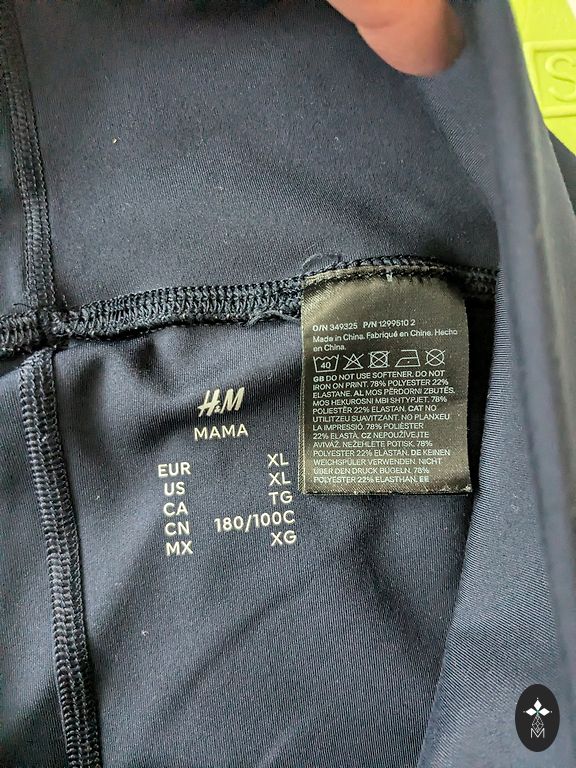 S
O/N 349325 P/N 1299510 2
Made in China. Fabriqué en Chine. Hecho
en China.
40
GB DO NOT USE SOFTENER. DO NOT
IRON ON PRINT. 78% POLYESTER 22%
ELASTANE. AL MOS PËRDORNI ZBUTËS.
MOS HEKUROSNI MBI SHTYPJET. 78%
POLIESTËR 22% ELASTAN. CAT NO
UTILITZEU SUAVITZANT. NO PLANXEU
LA IMPRESSIÓ. 78% POLIÈSTER
22% ELASTÀ. CZ NEPOUŽÍVEJTE
AVIVÁŽ. NEŽEHLETE POTISK. 78%
POLYESTER 22% ELASTAN. DE KEINEN
WEICHSPÜLER VERWENDEN. NICHT
ÜBER DEN DRUCK BÜGELN. 78%
POLYESTER 22% ELASTHAN. EE
H&M
MAMA
EUR XL
US XL
CA TG
CN 180/100C
MX XG
M